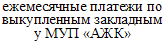 ежемесячные платежи по
выкупленным закладным
у МУП «АЖК»